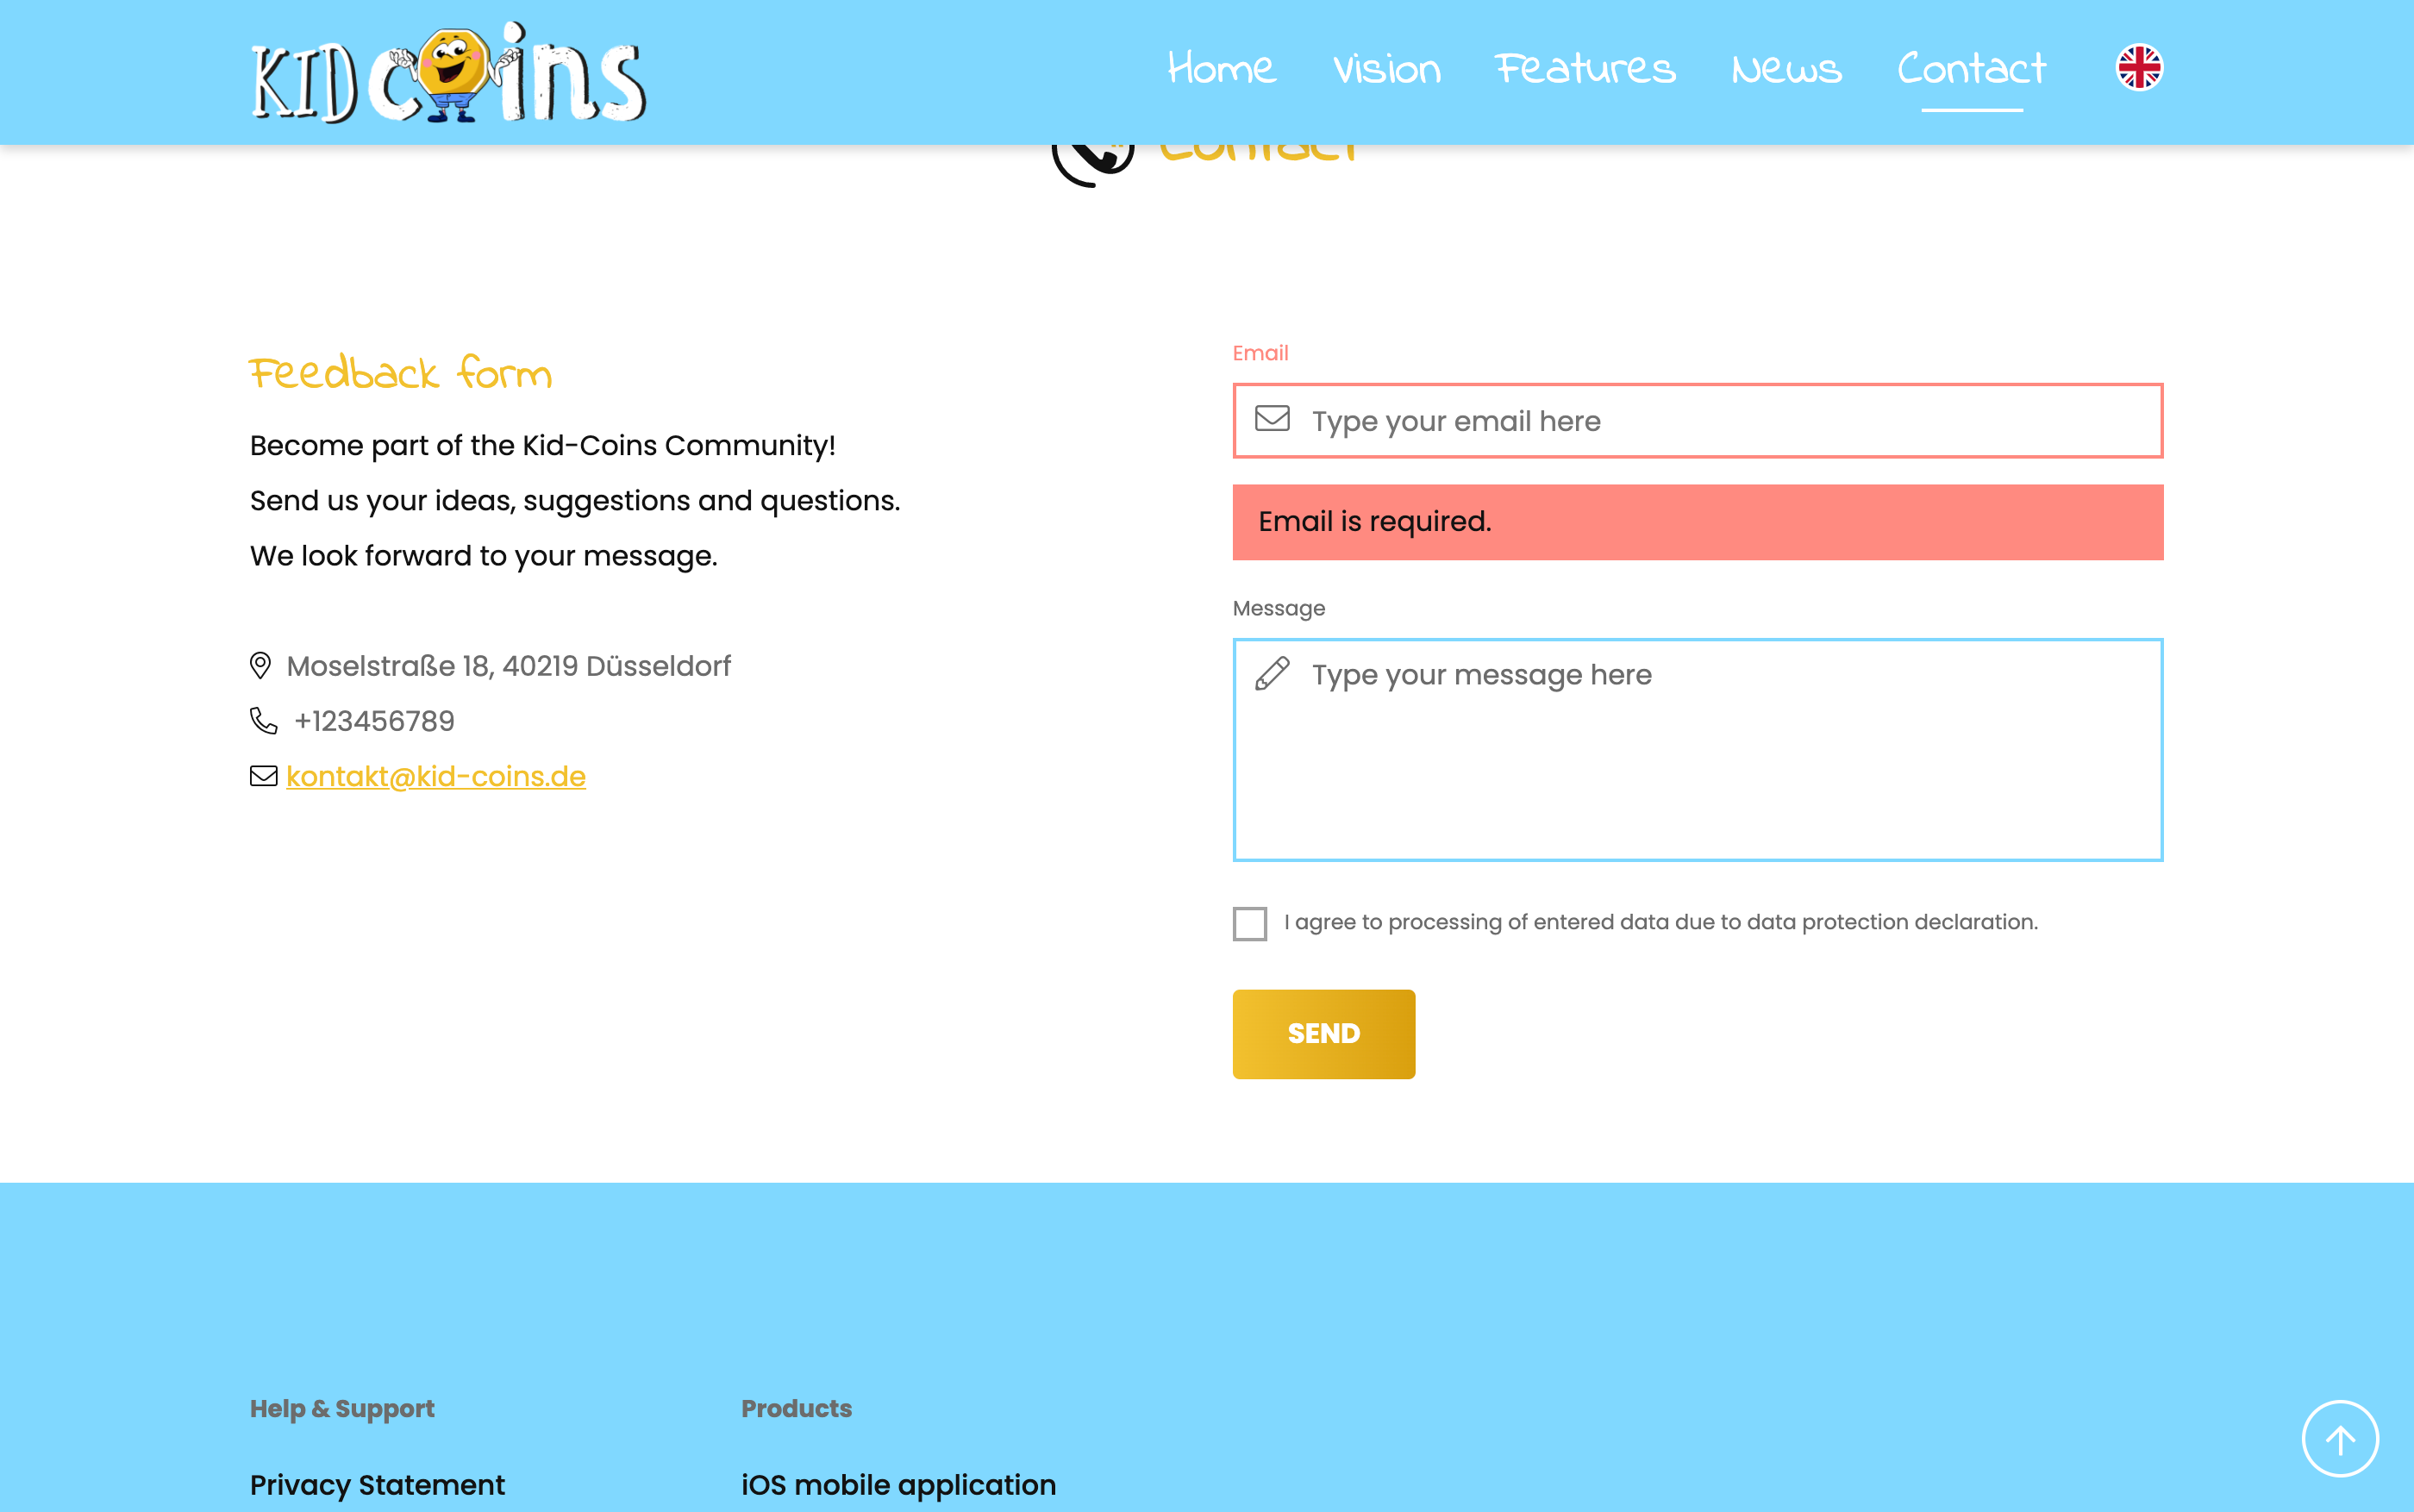 KID COINS
Home Vision Features News Contact
Contact
Feedback form
Become part of the Kid-Coins Community!
Send us your ideas, suggestions and questions.
We look forward to your message.
Moselstraße 18, 40219 Düsseldorf
+123456789
kontakt@kid-coins.de
Email
Type your email here
Email is required.
Message
Type your message here
I agree to processing of entered data due to data protection declaration.
SEND
Help & Support
Privacy Statement
Products
iOS mobile application